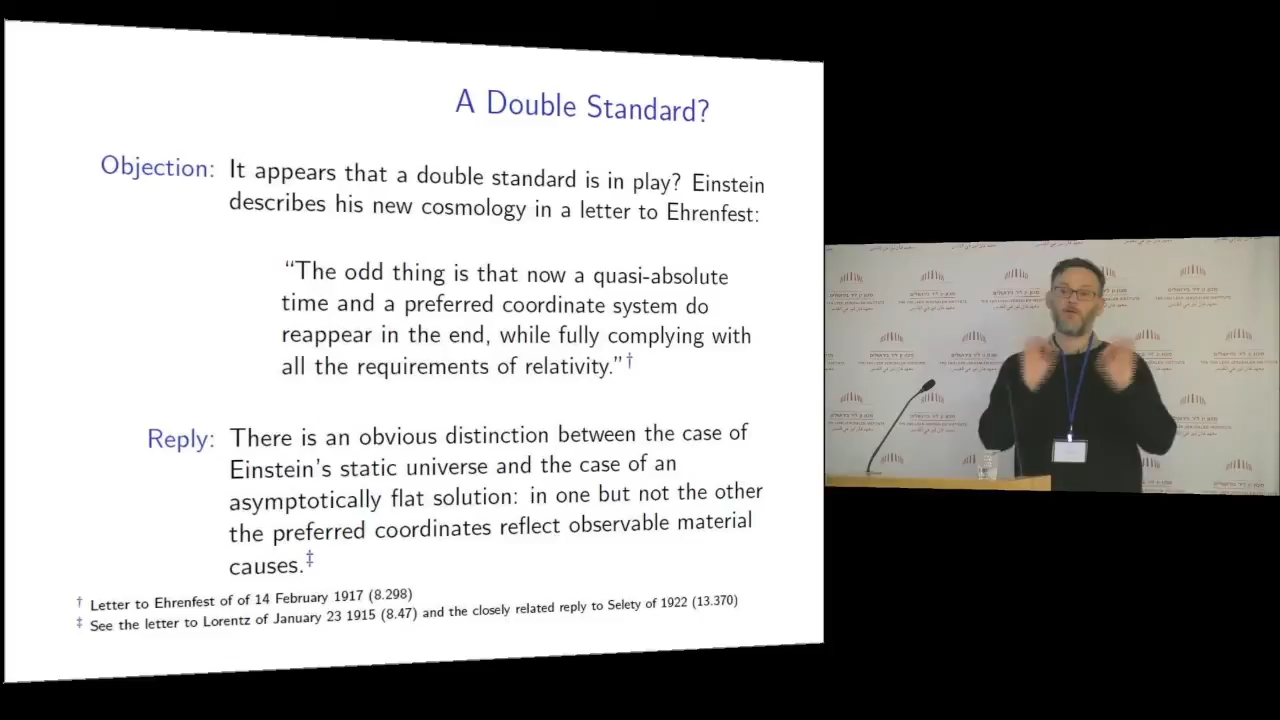 A Double Standard?
Objection: It appears that a double standard is in play? Einstein
describes his new cosmology in a letter to Ehrenfest:
“The odd thing is that now a quasi-absolute
time and a preferred coordinate system do
reappear in the end, while fully complying with
all the requirements of relativity.”†
Reply: There is an obvious distinction between the case of
Einstein's static universe and the case of an
asymptotically flat solution: in one but not the other
the preferred coordinates reflect observable material
causes.‡
† Letter to Ehrenfest of of 14 February 1917 (8.298)
‡ See the letter to Lorentz of January 23 1915 (8.47) and the closely related reply to Selety of 1922 (13.370)
THE VAN LEER JERUSALEM INSTITUTE